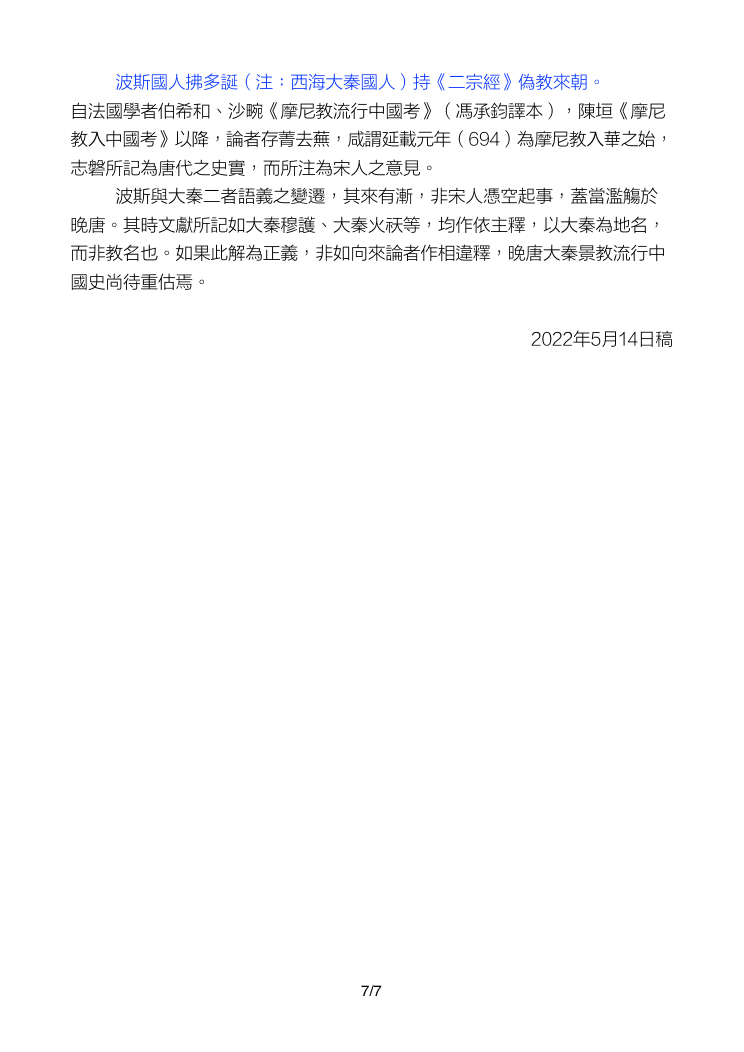 波斯國人拂多誕（注：西海大秦國人）持《二宗經》偽教來朝。
自法國學者伯希和、沙畹《摩尼教流行中國考》（馮承鈞譯本），陳垣《摩尼
教入中國考》以降，論者存菁去蕪，咸謂延載元年（694）為摩尼教入華之始，
志磐所記為唐代之史實，而所注為宋人之意見。
波斯與大秦二者語義之變遷，其來有漸，非宋人憑空起事，蓋當濫觴於
晚唐。其時文獻所記如大秦穆護、大秦火祅等，均作依主釋，以大秦為地名，
而非教名也。如果此解為正義，非如向來論者作相違釋，晚唐大秦景教流行中
國史尚待重估焉。
2022年5月14日稿
7/7